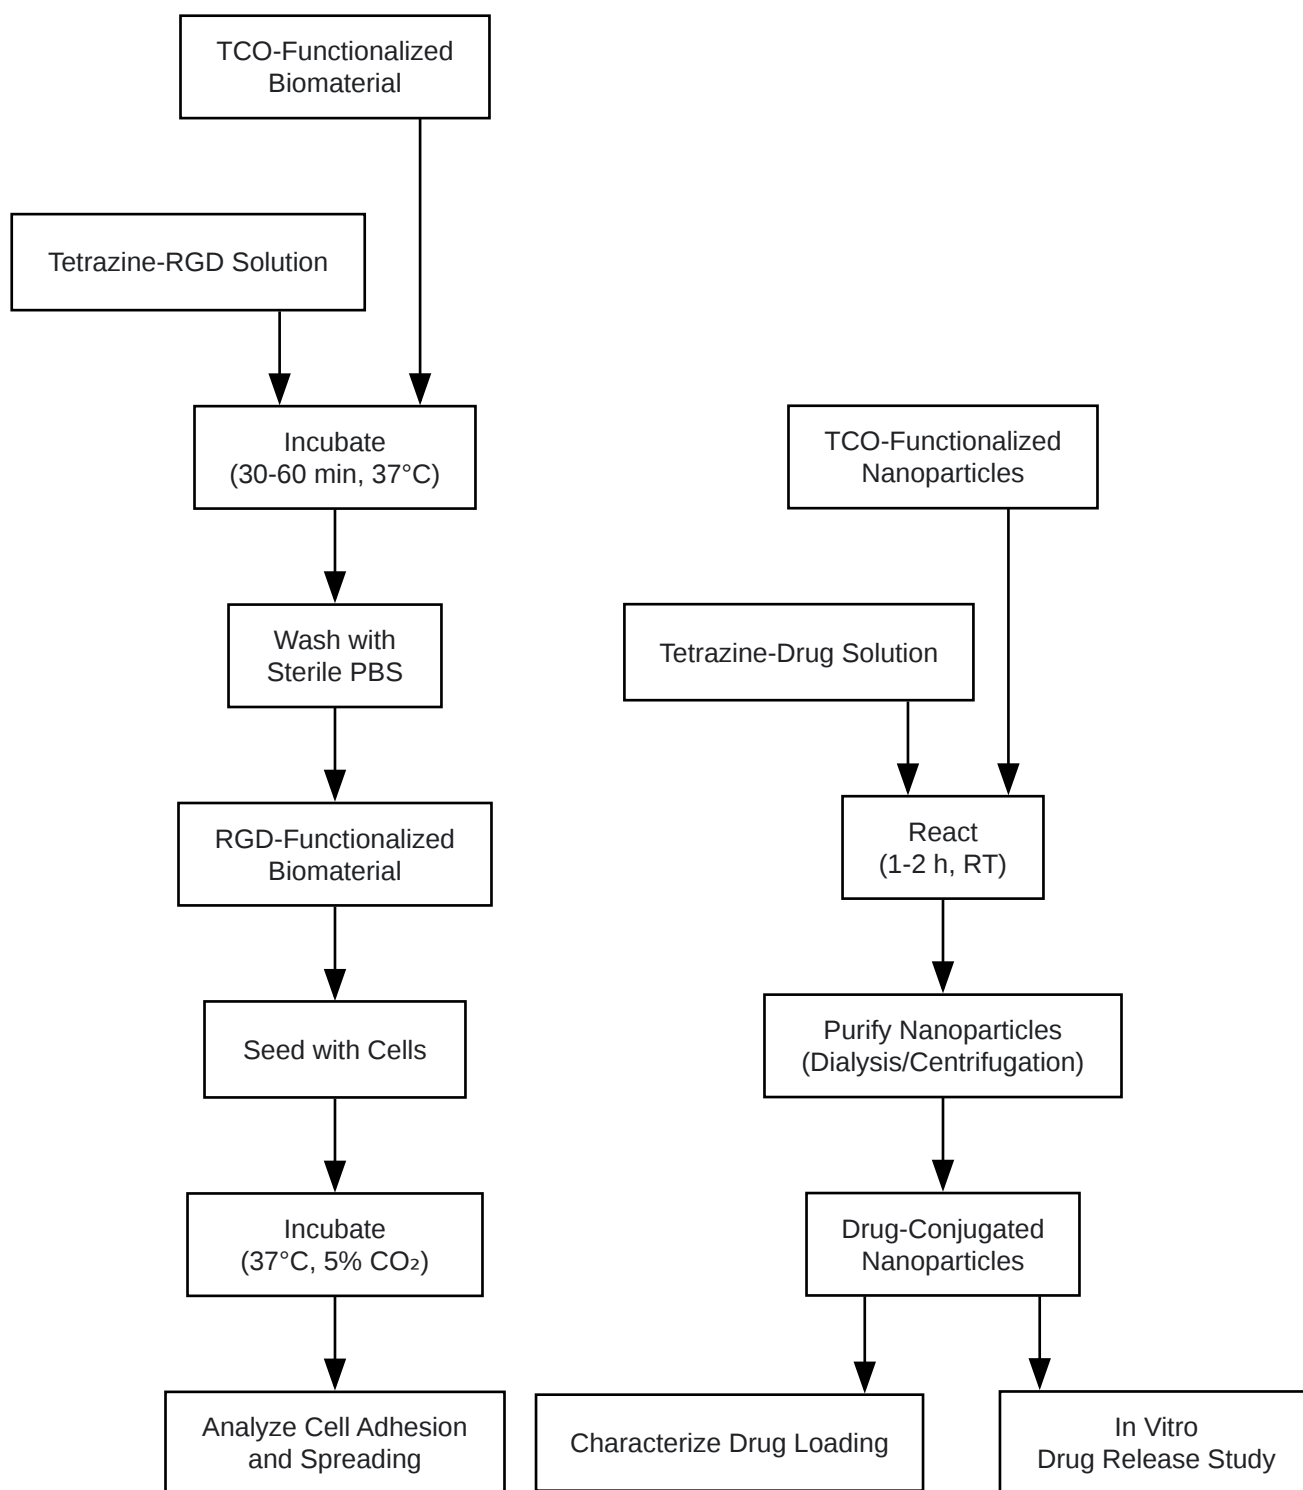 TCO-Functionalized
Biomaterial
Tetrazine-RGD Solution
Incubate
(30-60 min, 37°C)
Wash with
Sterile PBS
RGD-Functionalized
Biomaterial
Seed with Cells
Incubate
(37°C, 5% CO₂)
Analyze Cell Adhesion
and Spreading
TCO-Functionalized
Nanoparticles
Tetrazine-Drug Solution
React
(1-2 h, RT)
Purify Nanoparticles
(Dialysis/Centrifugation)
Drug-Conjugated
Nanoparticles
Characterize Drug Loading
In Vitro
Drug Release Study